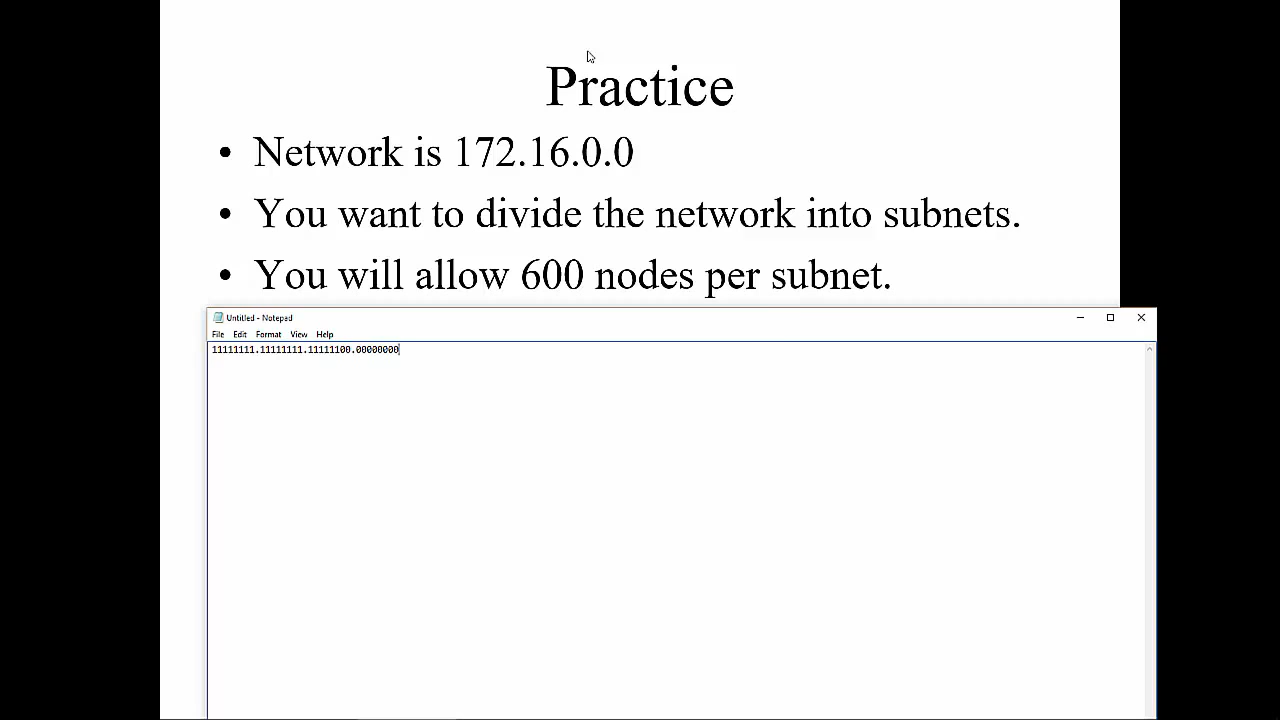 Practice
• Network is 172.16.0.0
• You want to divide the network into subnets.
• You will allow 600 nodes per subnet.
Untitled - Notepad
File Edit Format View Help
11111111.11111111.11111100.00000000